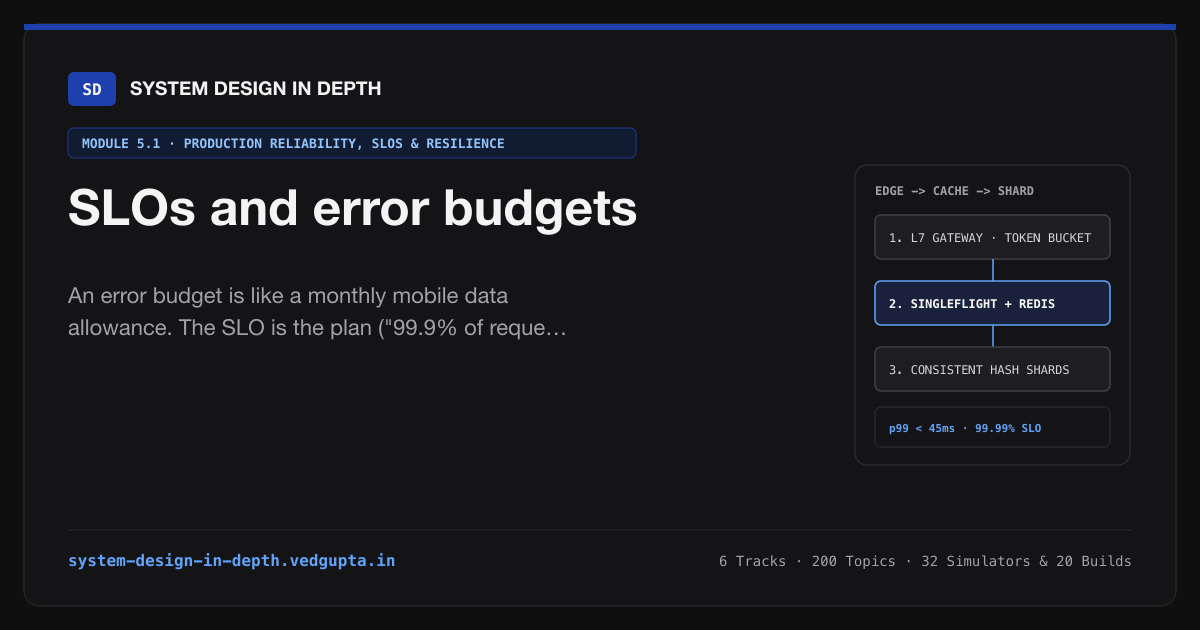 SD
SYSTEM DESIGN IN DEPTH
MODULE 5.1 · PRODUCTION RELIABILITY, SLOS & RESILIENCE
SLOs and error budgets
An error budget is like a monthly mobile data
allowance. The SLO is the plan ("99.9% of reque…
EDGE —> CACHE —> SHARD
1. L7 GATEWAY · TOKEN BUCKET
2. SINGLEFLIGHT + REDIS
3. CONSISTENT HASH SHARDS
p99 < 45ms · 99.99% SLO
system-design-in-depth.vedgupta.in
6 Tracks · 200 Topics · 32 Simulators & 20 Builds